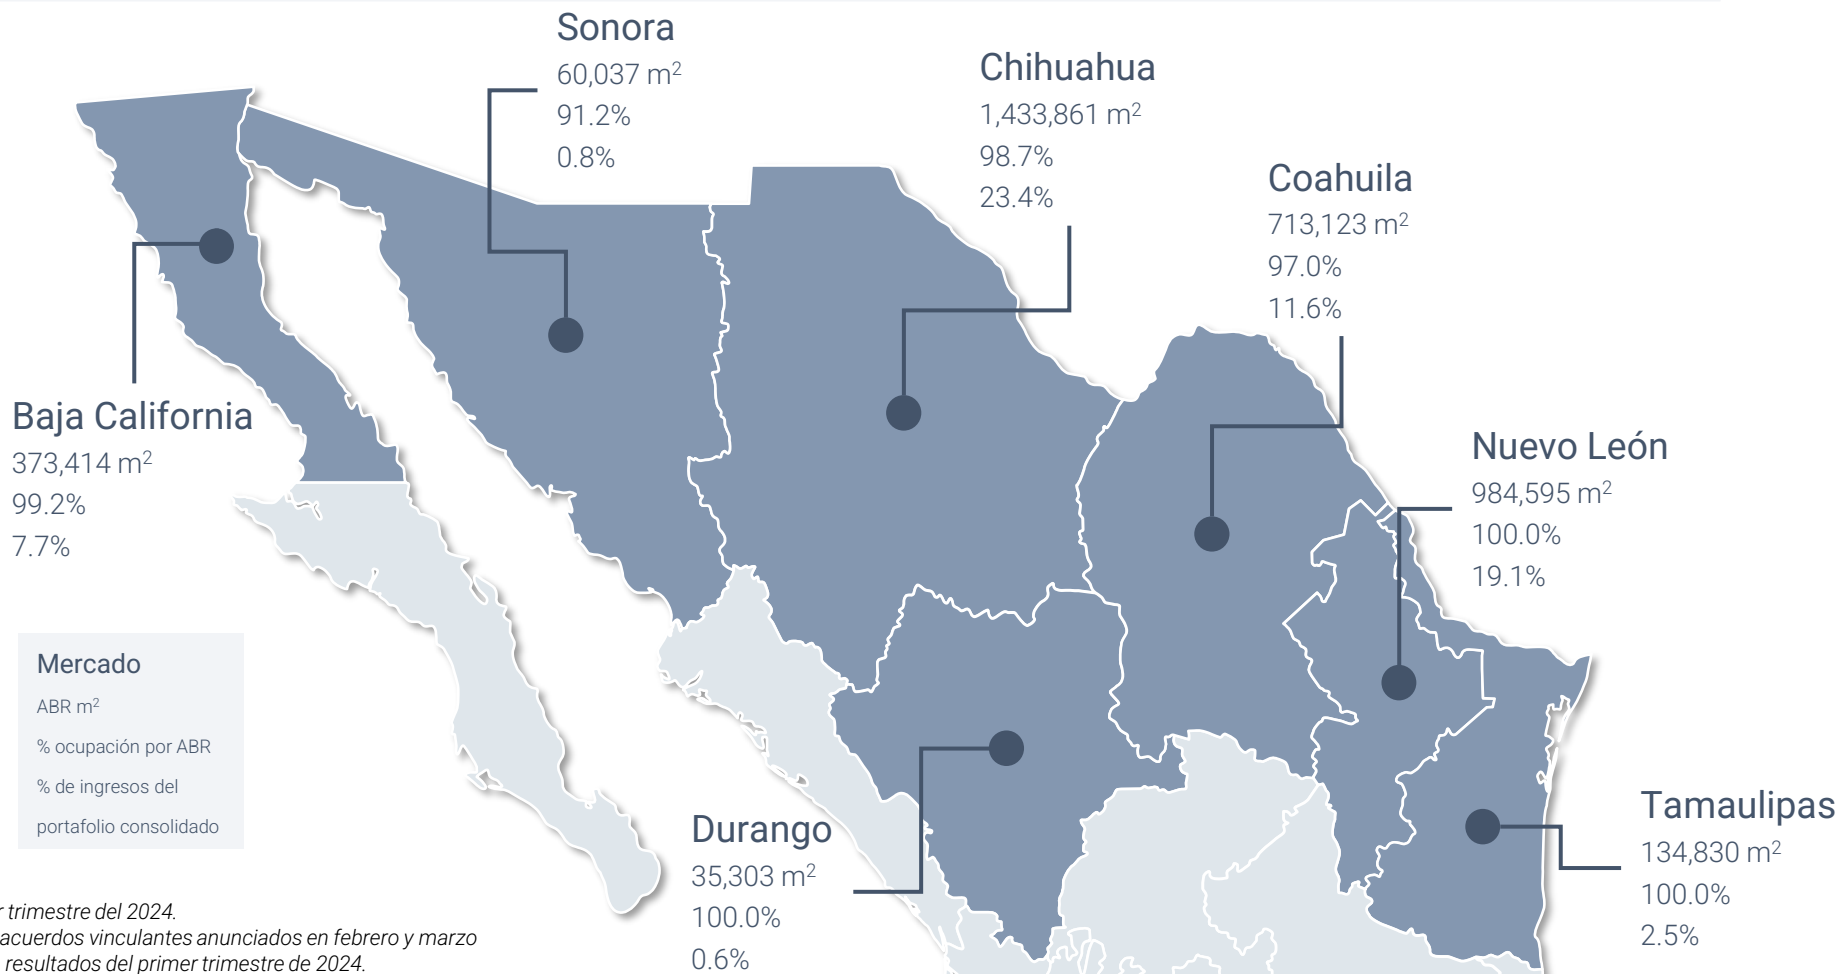 Sonora
60,037 m²
91.2%
0.8%
Chihuahua
1,433,861 m²
98.7%
23.4%
Coahuila
713,123 m²
97.0%
11.6%
Baja California
373,414 m²
99.2%
7.7%
Nuevo León
984,595 m²
100.0%
19.1%
Mercado
ABR m²
% ocupación por ABR
% de ingresos del
portafolio consolidado
Durango
35,303 m²
100.0%
0.6%
Tamaulipas
134,830 m²
100.0%
2.5%
trimestre del 2024.
acuerdos vinculantes anunciados en febrero y marzo
resultados del primer trimestre de 2024.